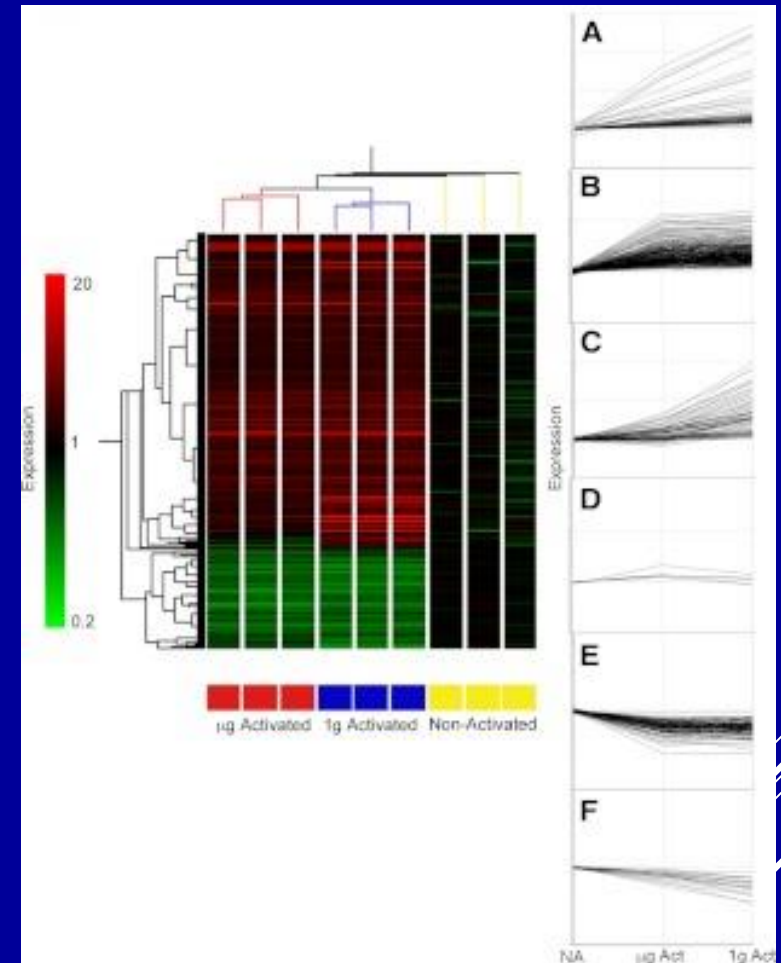 A
B
C
D
E
F
20
1
0.2
Expression
Expression
µg Activated 1g Activated Non-Activated
NA µg Act 1g Act